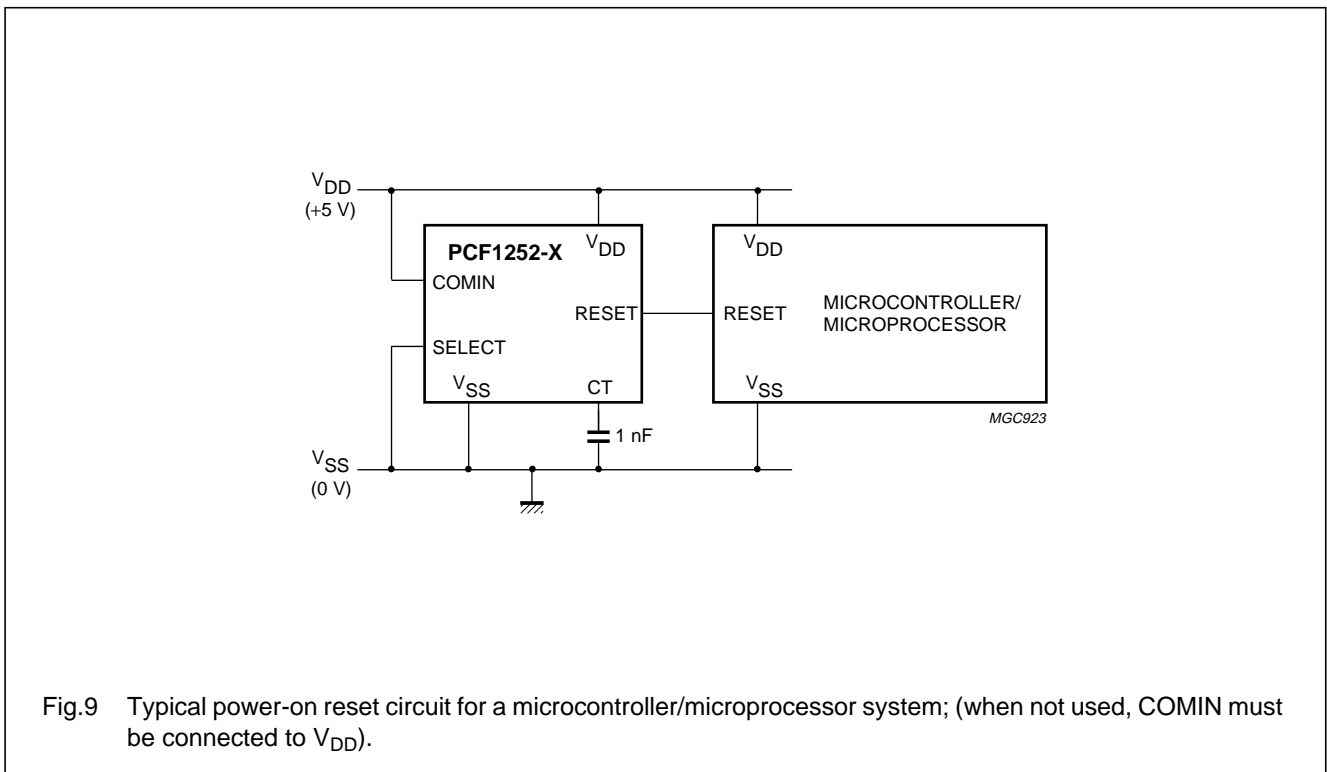 VDD
(+5 V)
PCF1252-X
VDD
VDD
COMIN
RESET
RESET
MICROCONTROLLER/
MICROPROCESSOR
SELECT
VSS
CT
VSS
MGC923
1 nF
VSS
(0 V)
Fig.9 Typical power-on reset circuit for a microcontroller/microprocessor system; (when not used, COMIN must
be connected to VDD).